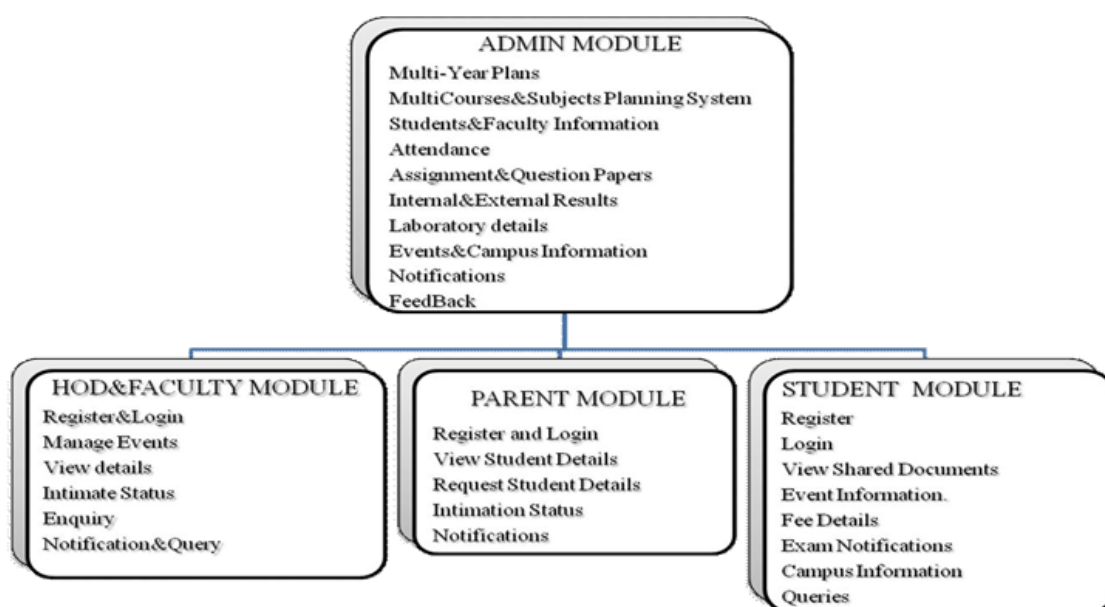 ADMIN MODULE
Multi-Year Plans
MultiCourses&Subjects Planning System
Students&Faculty Information
Attendance
Assignment&Question Papers
Internal&External Results
Laboratory details
Events&Campus Information
Notifications
FeedBack
HOD&FACULTY MODULE
Register&Login
Manage Events
View details
Intimate Status
Enquiry
Notification&Query
PARENT MODULE
Register and Login
View Student Details
Request Student Details
Intimation Status
Notifications
STUDENT MODULE
Register
Login
View Shared Documents
Event Information.
Fee Details
Exam Notifications
Campus Information
Queries